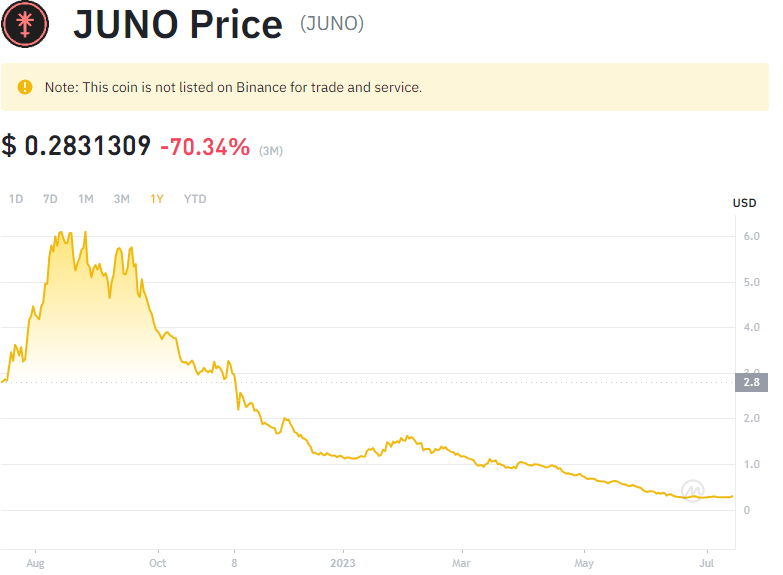 JUNO Price (JUNO)
Note: This coin is not listed on Binance for trade and service.
$ 0.2831309 -70.34% (3M)
1D 7D 1M 3M 1Y YTD
USD
6.0
5.0
4.0
3.0
2.8
2.0
1.0
0
Aug Oct 8 2023 Mar May Jul